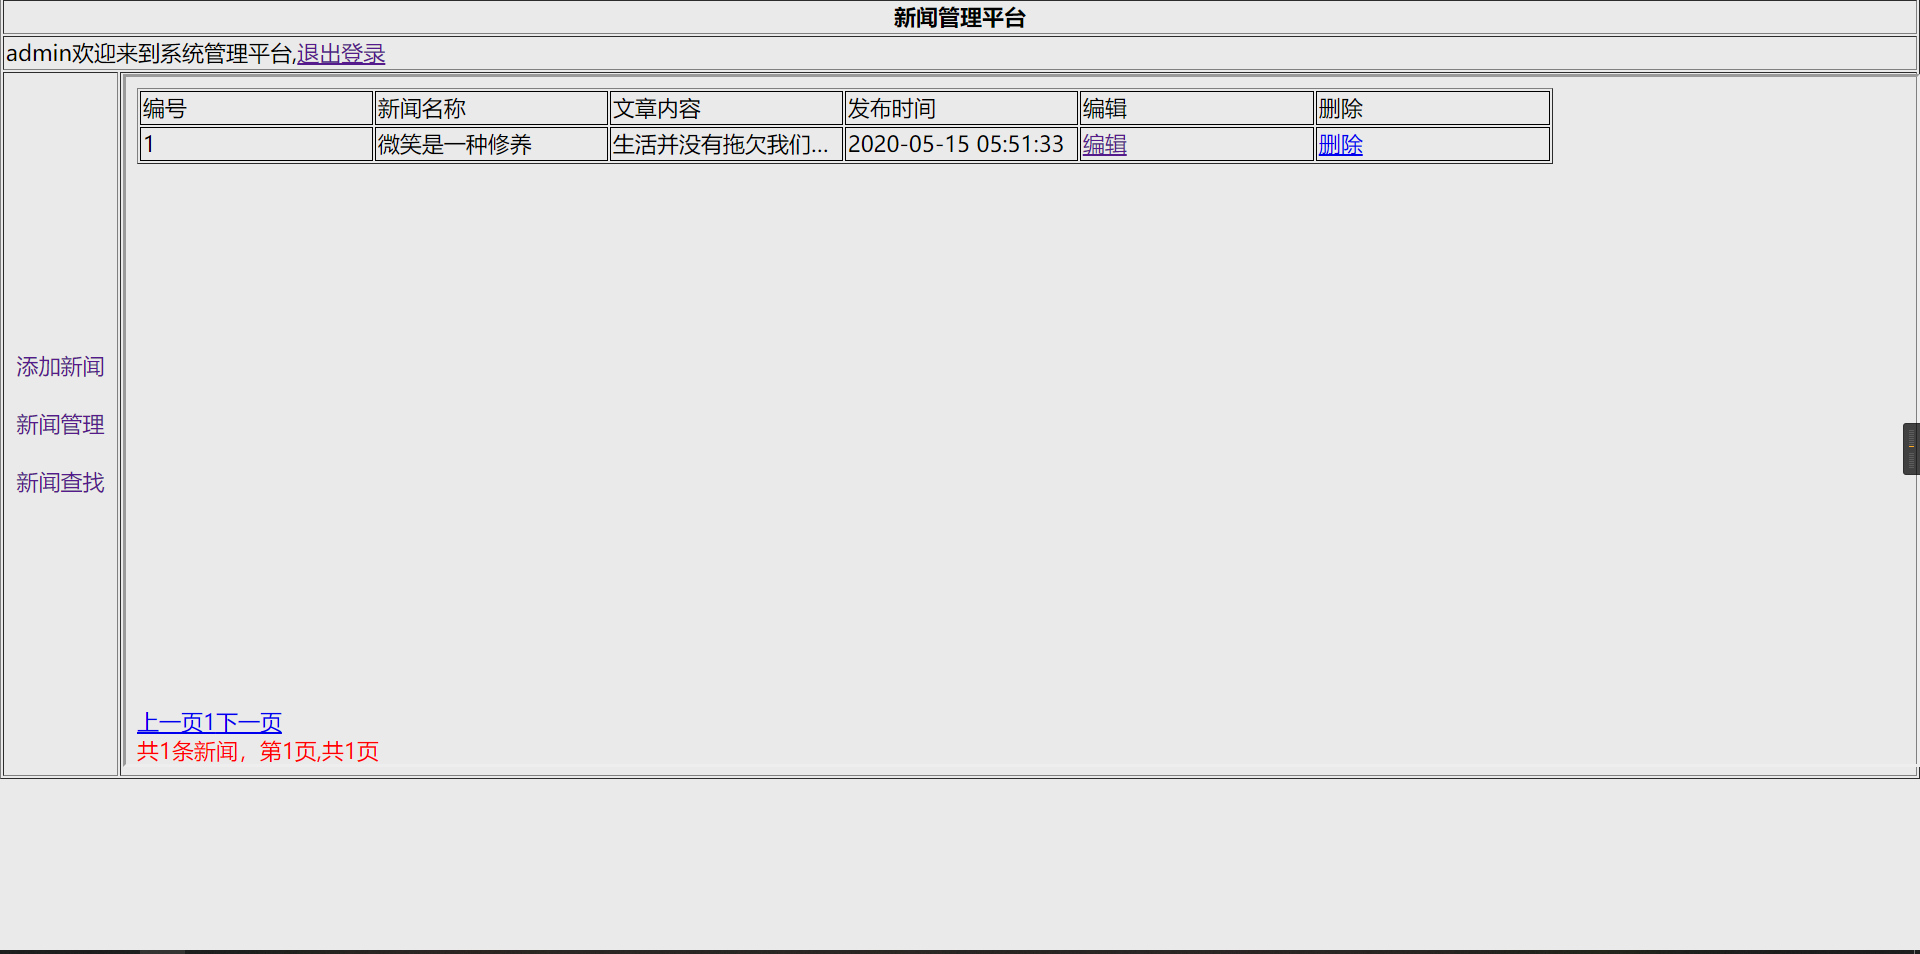 新闻管理平台
admin欢迎来到系统管理平台,退出登录
编号 新闻名称 文章内容 发布时间 编辑 删除
1 微笑是一种修养 生活并没有拖欠我们... 2020-05-15 05:51:33 编辑 删除
添加新闻
新闻管理
新闻查找
上一页1下一页
共1条新闻，第1页,共1页